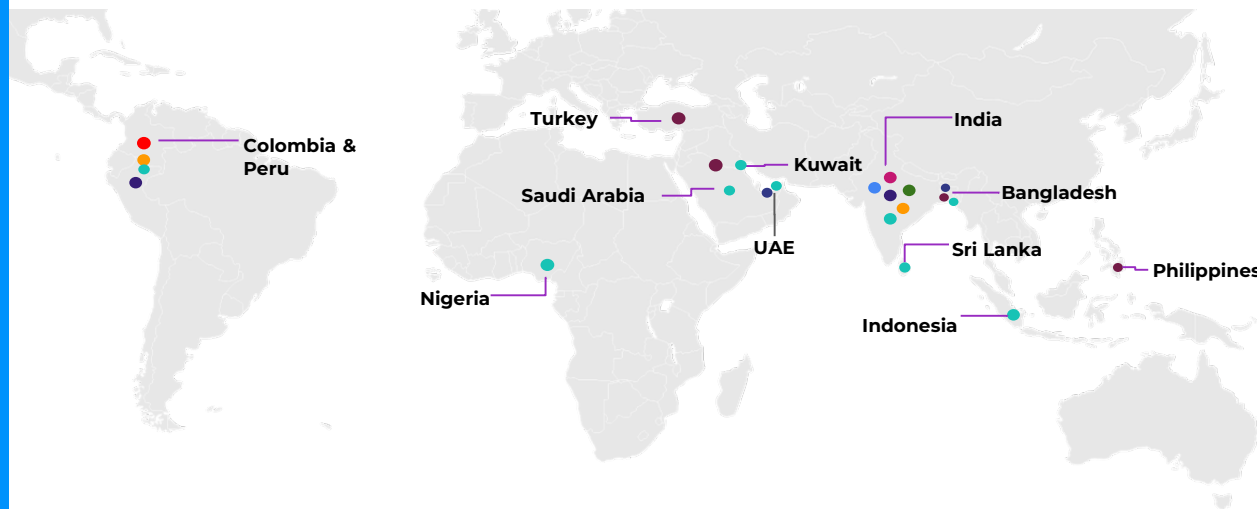 Turkey
India
Colombia &
Peru
Kuwait
Saudi Arabia
Bangladesh
UAE
Sri Lanka
Philippines
Nigeria
Indonesia